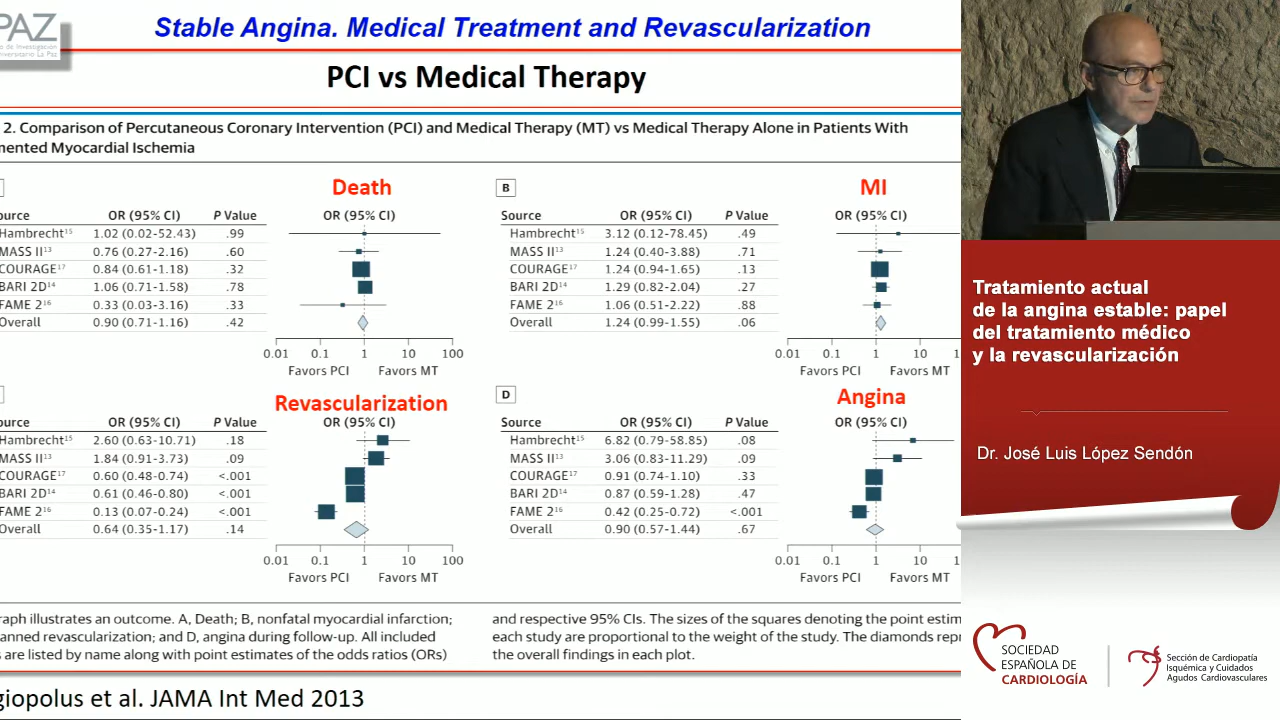 PAZ
o de Investigación
universitario La Paz
Stable Angina. Medical Treatment and Revascularization
PCI vs Medical Therapy
2. Comparison of Percutaneous Coronary Intervention (PCI) and Medical Therapy (MT) vs Medical Therapy Alone in Patients With
mented Myocardial Ischemia
Death
ource OR (95% CI) P Value OR (95% CI)
Hambrecht¹⁵ 1.02 (0.02-52.43) .99
MASS II¹³ 0.76 (0.27-2.16) .60
COURAGE¹⁷ 0.84 (0.61-1.18) .32
BARI 2D¹⁴ 1.06 (0.71-1.58) .78
FAME 2¹⁶ 0.33 (0.03-3.16) .33
Overall 0.90 (0.71-1.16) .42
0.01 0.1 1 10 100
Favors PCI Favors MT
B
MI
Source OR (95% CI) P Value OR (95% CI)
Hambrecht¹⁵ 3.12 (0.12-78.45) .49
MASS II¹³ 1.24 (0.40-3.88) .71
COURAGE¹⁷ 1.24 (0.94-1.65) .13
BARI 2D¹⁴ 1.29 (0.82-2.04) .27
FAME 2¹⁶ 1.06 (0.51-2.22) .88
Overall 1.24 (0.99-1.55) .06
0.01 0.1 1 10 1
Favors PCI Favors MT
Revascularization
ource OR (95% CI) P Value OR (95% CI)
Hambrecht¹⁵ 2.60 (0.63-10.71) .18
MASS II¹³ 1.84 (0.91-3.73) .09
COURAGE¹⁷ 0.60 (0.48-0.74) <.001
BARI 2D¹⁴ 0.61 (0.46-0.80) <.001
FAME 2¹⁶ 0.13 (0.07-0.24) <.001
Overall 0.64 (0.35-1.17) .14
0.01 0.1 1 10 100
Favors PCI Favors MT
D
Angina
Source OR (95% CI) P Value OR (95% CI)
Hambrecht¹⁵ 6.82 (0.79-58.85) .08
MASS II¹³ 3.06 (0.83-11.29) .09
COURAGE¹⁷ 0.91 (0.74-1.10) .33
BARI 2D¹⁴ 0.87 (0.59-1.28) .47
FAME 2¹⁶ 0.42 (0.25-0.72) <.001
Overall 0.90 (0.57-1.44) .67
0.01 0.1 1 10 1
Favors PCI Favors MT
raph illustrates an outcome. A, Death; B, nonfatal myocardial infarction;
anned revascularization; and D, angina during follow-up. All included
s are listed by name along with point estimates of the odds ratios (ORs)
and respective 95% CIs. The sizes of the squares denoting the point estim
each study are proportional to the weight of the study. The diamonds repr
the overall findings in each plot.
giopolus et al. JAMA Int Med 2013
Tratamiento actual
de la angina estable: papel
del tratamiento médico
y la revascularización
Dr. José Luis López Sendón
SOCIEDAD
ESPAÑOLA DE
CARDIOLOGÍA
Sección de Cardiopatía
Isquémica y Cuidados
Agudos Cardiovasculares